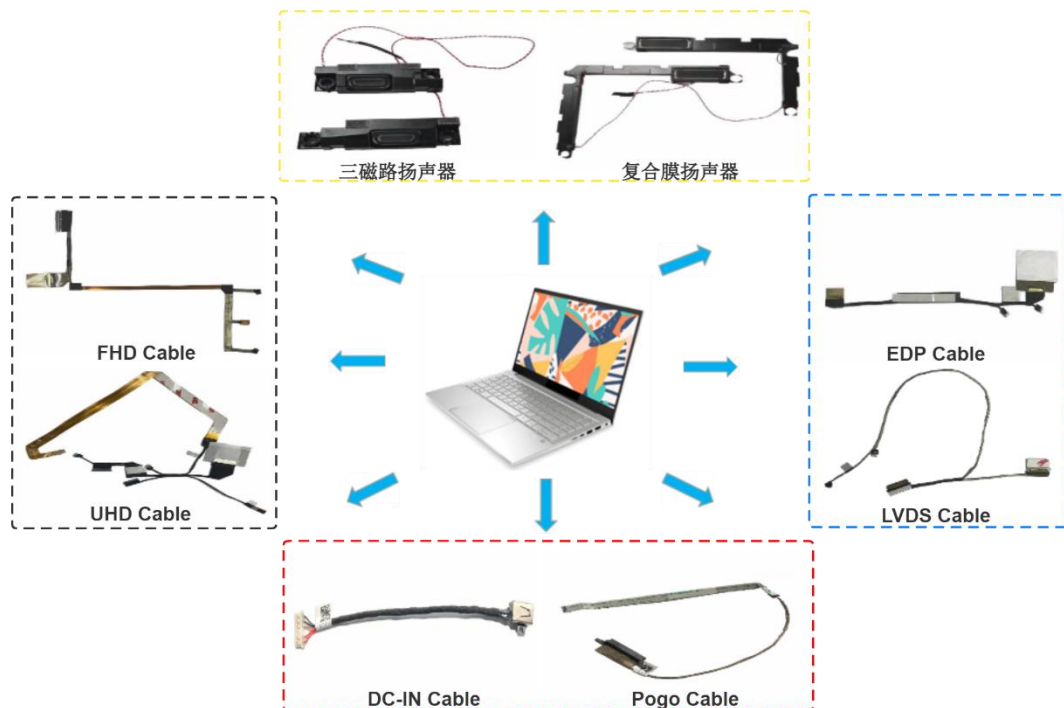 三磁路扬声器
复合膜扬声器
FHD Cable
EDP Cable
UHD Cable
LVDS Cable
DC-IN Cable
Pogo Cable